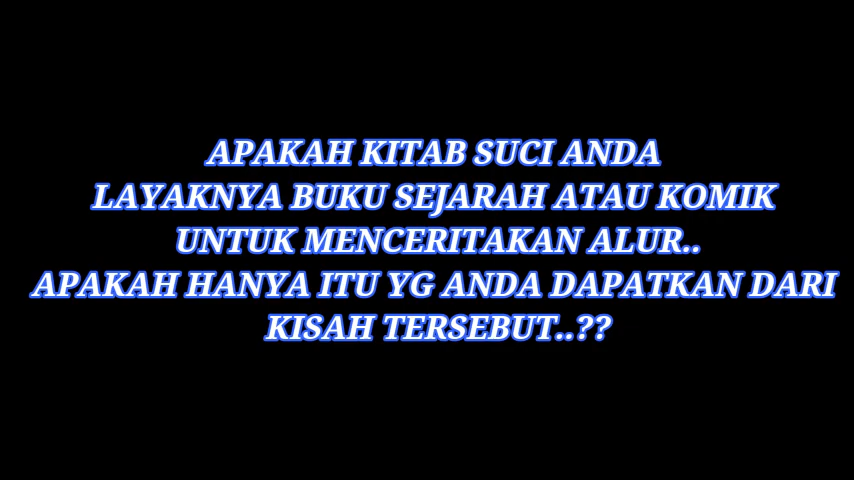 APAKAH KITAB SUCI ANDA
LAYAKNYA BUKU SEJARAH ATAU KOMIK
UNTUK MENCERITAKAN ALUR..
APAKAH HANYA ITU YG ANDA DAPATKAN DARI
KISAH TERSEBUT..??